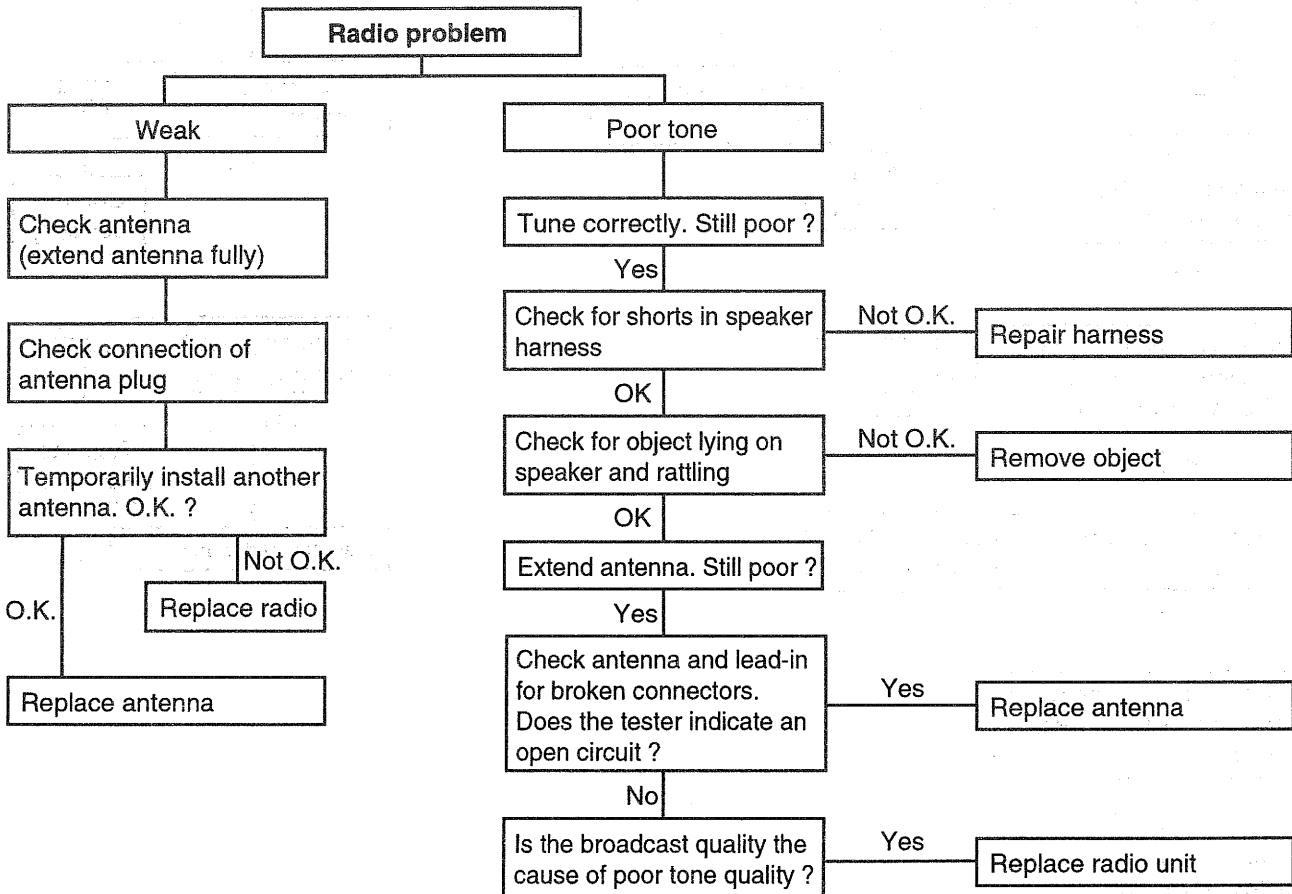 Radio problem
Weak
Check antenna
(extend antenna fully)
Check connection of
antenna plug
Temporarily install another
antenna. O.K. ?
Not O.K.
Replace radio
O.K.
Replace antenna
Poor tone
Tune correctly. Still poor ?
Yes
Check for shorts in speaker
harness
Not O.K.
Repair harness
OK
Check for object lying on
speaker and rattling
Not O.K.
Remove object
OK
Extend antenna. Still poor ?
Yes
Check antenna and lead-in
for broken connectors.
Does the tester indicate an
open circuit ?
Yes
Replace antenna
No
Is the broadcast quality the
cause of poor tone quality ?
Yes
Replace radio unit